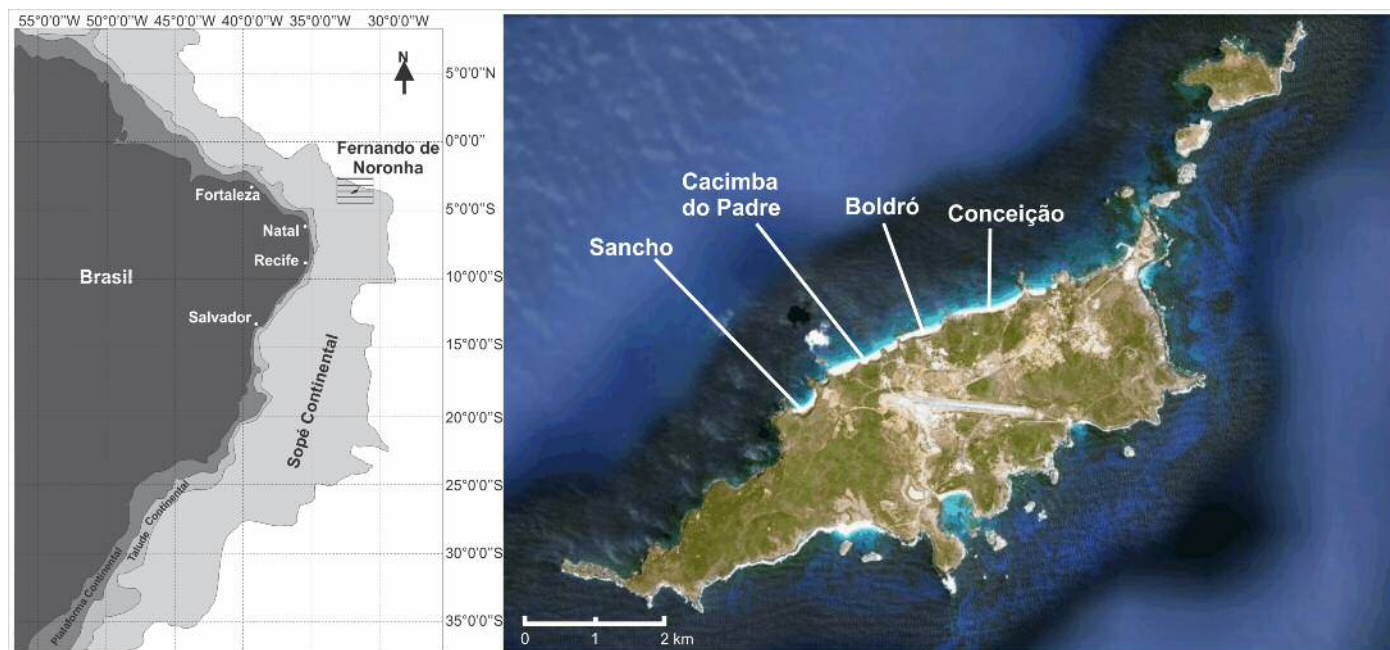 55°0'0"W 50°0'0"W 45°0'0"W 40°0'0"W 35°0'0"W 30°0'0"W
N
5°0'0"N
0°0'0"
Fernando de
Noronha
Fortaleza
5°0'0"S
Natal
Recife
Brasil
10°0'0"S
Salvador
15°0'0"S
20°0'0"S
Sopé Continental
25°0'0"S
Talude Continental
Plataforma Continental
30°0'0"S
35°0'0"S
Cacimba
do Padre
Boldró
Conceição
Sancho
0 1 2 km